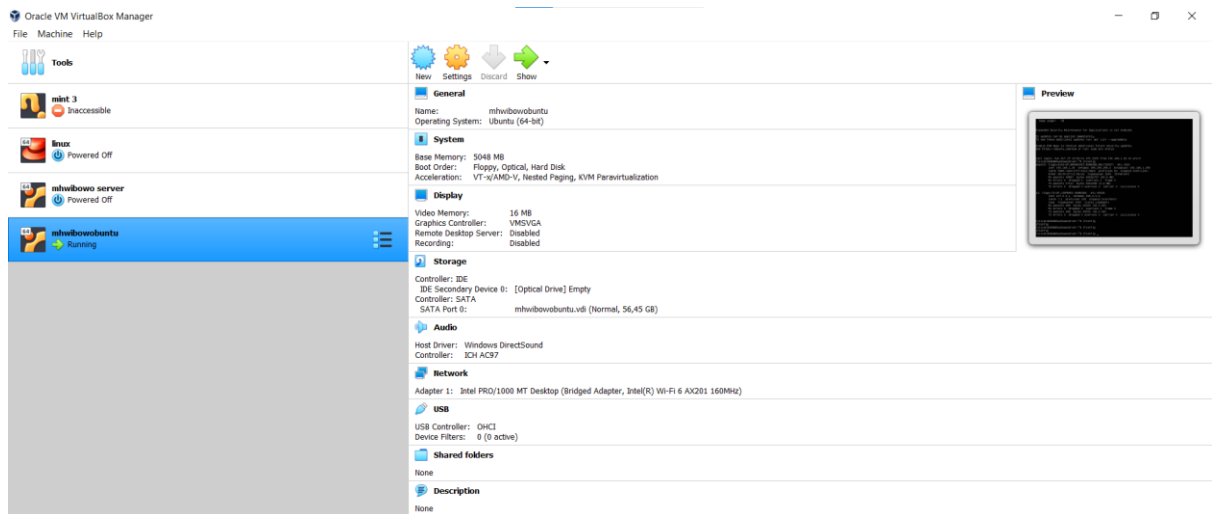 Oracle VM VirtualBox Manager
File Machine Help
Tools
mint 3
Inaccessible
64
linux
Powered Off
64
mhwibowo server
Powered Off
64
mhwibowobuntu
Running
New Settings Discard Show
General
Name: mhwibowobuntu
Operating System: Ubuntu (64-bit)
System
Base Memory: 5048 MB
Boot Order: Floppy, Optical, Hard Disk
Acceleration: VT-x/AMD-V, Nested Paging, KVM Paravirtualization
Display
Video Memory: 16 MB
Graphics Controller: VMSVGA
Remote Desktop Server: Disabled
Recording: Disabled
Storage
Controller: IDE
IDE Secondary Device 0: [Optical Drive] Empty
Controller: SATA
SATA Port 0: mhwibowobuntu.vdi (Normal, 56,45 GB)
Audio
Host Driver: Windows DirectSound
Controller: ICH AC97
Network
Adapter 1: Intel PRO/1000 MT Desktop (Bridged Adapter, Intel(R) Wi-Fi 6 AX201 160MHz)
USB
USB Controller: OHCI
Device Filters: 0 (0 active)
Shared folders
None
Description
None
Preview